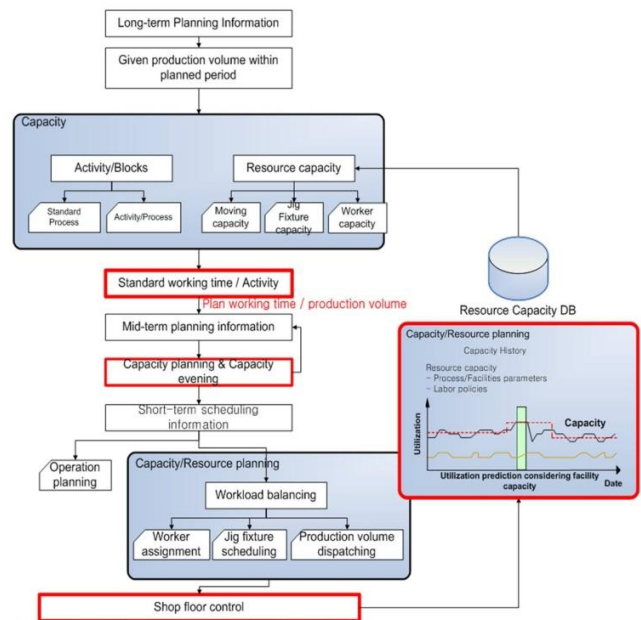 Long-term Planning Information
Given production volume within
planned period
Capacity
Activity/Blocks
Resource capacity
Standard
Process
Activity/Process
Moving
capacity
Jig
Fixture
capacity
Worker
capacity
Standard working time / Activity
Plan working time / production volume
Mid-term planning information
Capacity planning & Capacity
evening
Short-term scheduling
information
Operation
planning
Capacity/Resource planning
Workload balancing
Worker
assignment
Jig fixture
scheduling
Production volume
dispatching
Shop floor control
Resource Capacity DB
Capacity/Resource planning
Capacity History
Resource capacity
- Process/Facilities parameters
- Labor policies
Utilization
Capacity
Date
Utilization prediction considering facility
capacity